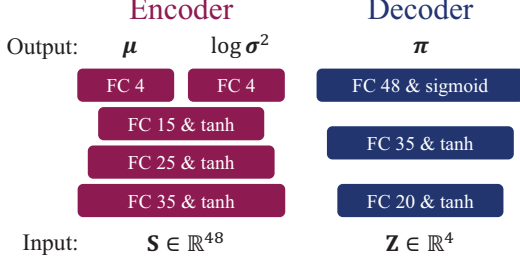 Encoder Decoder
Output: μ log σ² π
FC 4 FC 4 FC 48 & sigmoid
FC 15 & tanh
FC 35 & tanh
FC 25 & tanh
FC 35 & tanh FC 20 & tanh
Input: S ∈ ℝ⁴⁸ Z ∈ ℝ⁴